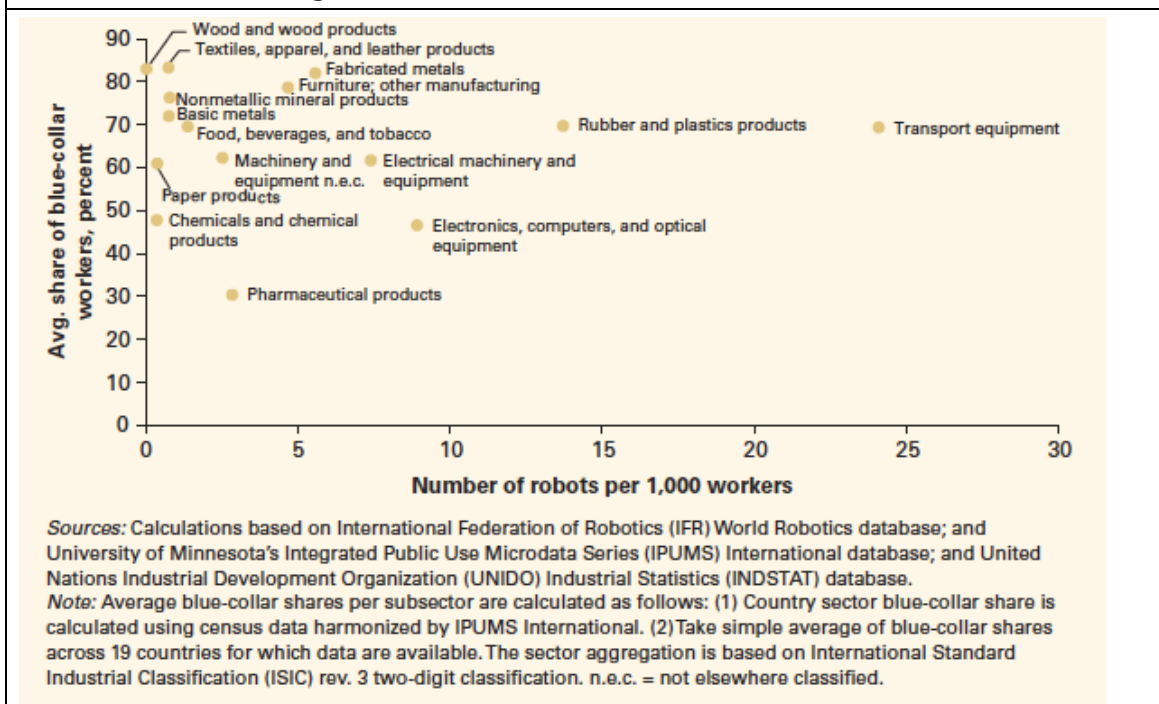 Wood and wood products
Textiles, apparel, and leather products
Fabricated metals
Furniture; other manufacturing
Nonmetallic mineral products
Basic metals
Food, beverages, and tobacco
Rubber and plastics products
Transport equipment
Machinery and
equipment n.e.c.
Electrical machinery and
equipment
Paper products
Chemicals and chemical
products
Electronics, computers, and optical
equipment
Pharmaceutical products
Avg. share of blue-collar
workers, percent
90
80
70
60
50
40
30
20
10
0
0 5 10 15 20 25 30
Number of robots per 1,000 workers
Sources: Calculations based on International Federation of Robotics (IFR) World Robotics database; and
University of Minnesota's Integrated Public Use Microdata Series (IPUMS) International database; and United
Nations Industrial Development Organization (UNIDO) Industrial Statistics (INDSTAT) database.
Note: Average blue-collar shares per subsector are calculated as follows: (1) Country sector blue-collar share is
calculated using census data harmonized by IPUMS International. (2) Take simple average of blue-collar shares
across 19 countries for which data are available. The sector aggregation is based on International Standard
Industrial Classification (ISIC) rev. 3 two-digit classification. n.e.c. = not elsewhere classified.